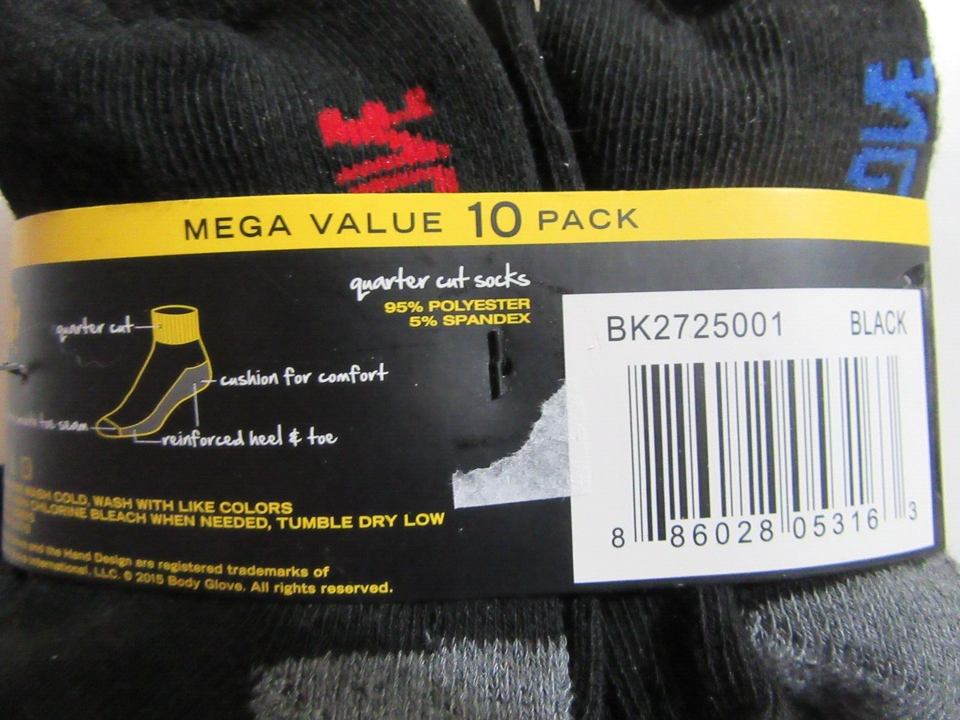 MEGA VALUE 10 PACK
quarter cut socks
95% POLYESTER
5% SPANDEX
quarter cut
cushion for comfort
toe seam
reinforced heel & toe
BK2725001 BLACK
8 86028 05316 3
WASH COLD, WASH WITH LIKE COLORS
CHLORINE BLEACH WHEN NEEDED, TUMBLE DRY LOW
and the Hand Design are registered trademarks of
International, LLC. © 2015 Body Glove. All rights reserved.